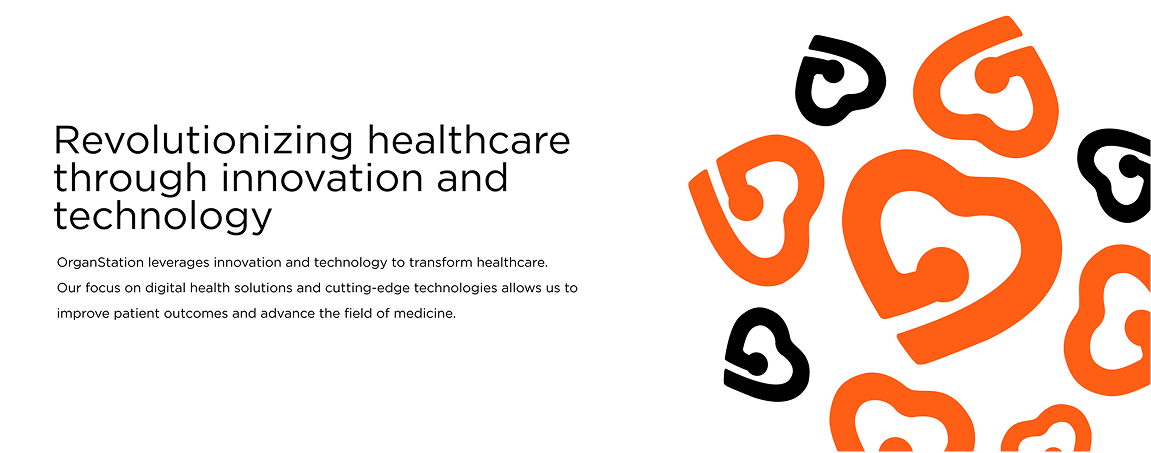 Revolutionizing healthcare
through innovation and
technology
OrganStation leverages innovation and technology to transform healthcare.
Our focus on digital health solutions and cutting-edge technologies allows us to
improve patient outcomes and advance the field of medicine.